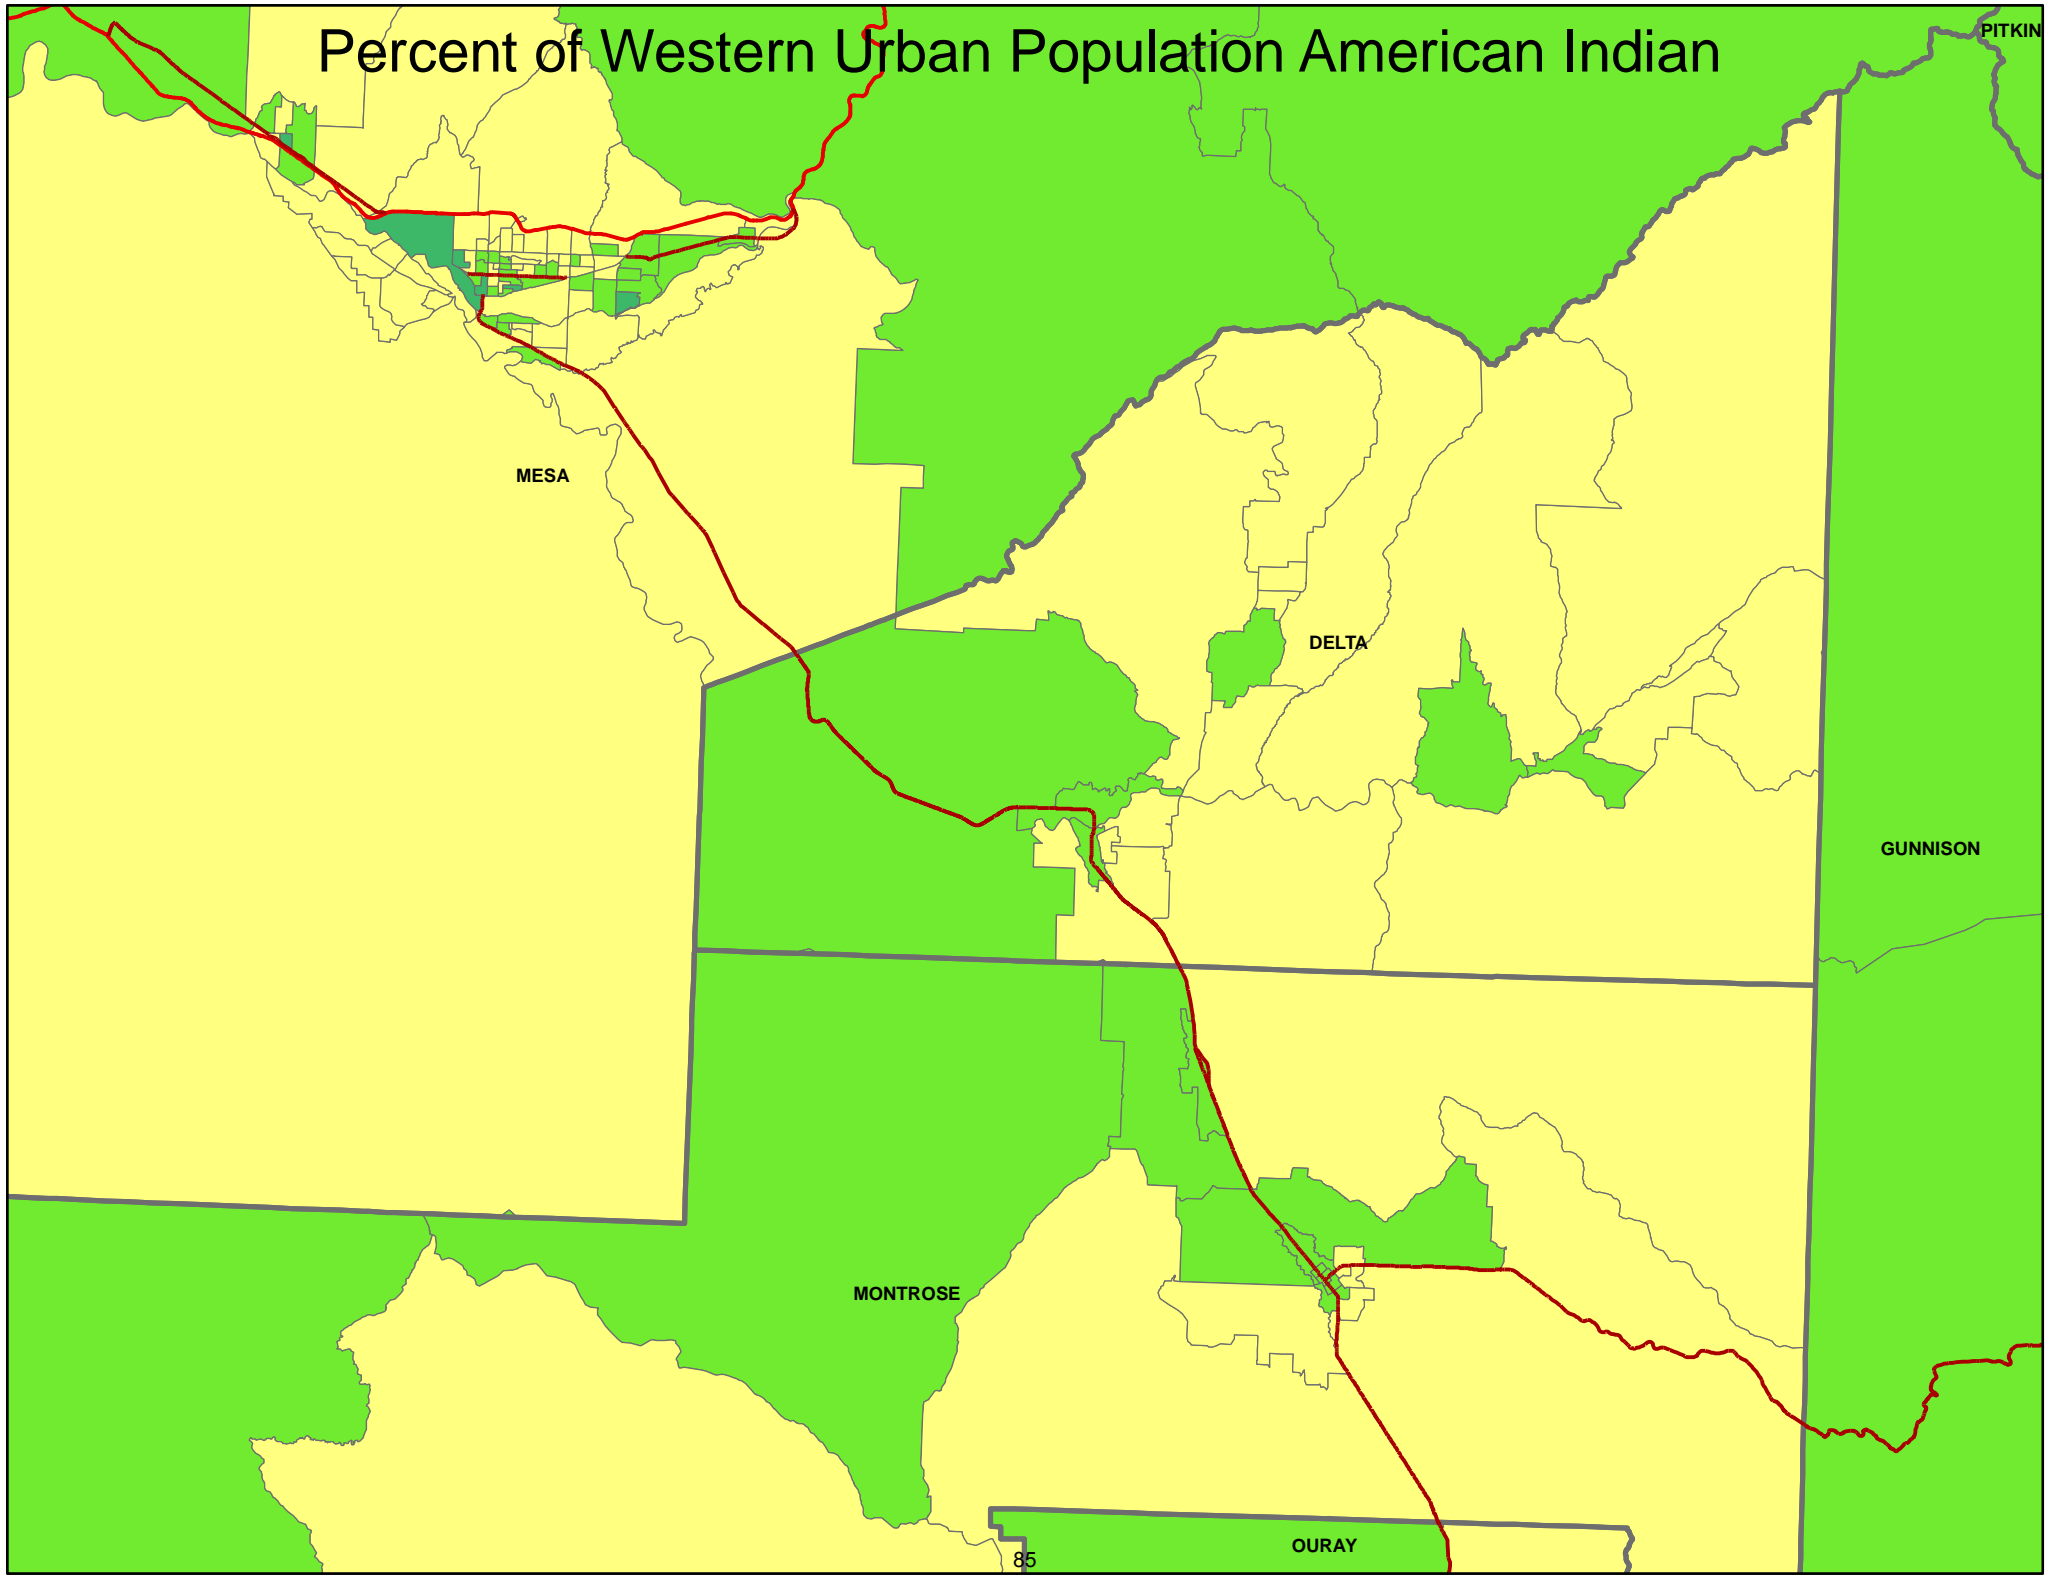 Percent of Western Urban Population American Indian
PITKIN
MESA
DELTA
GUNNISON
MONTROSE
OURAY
85